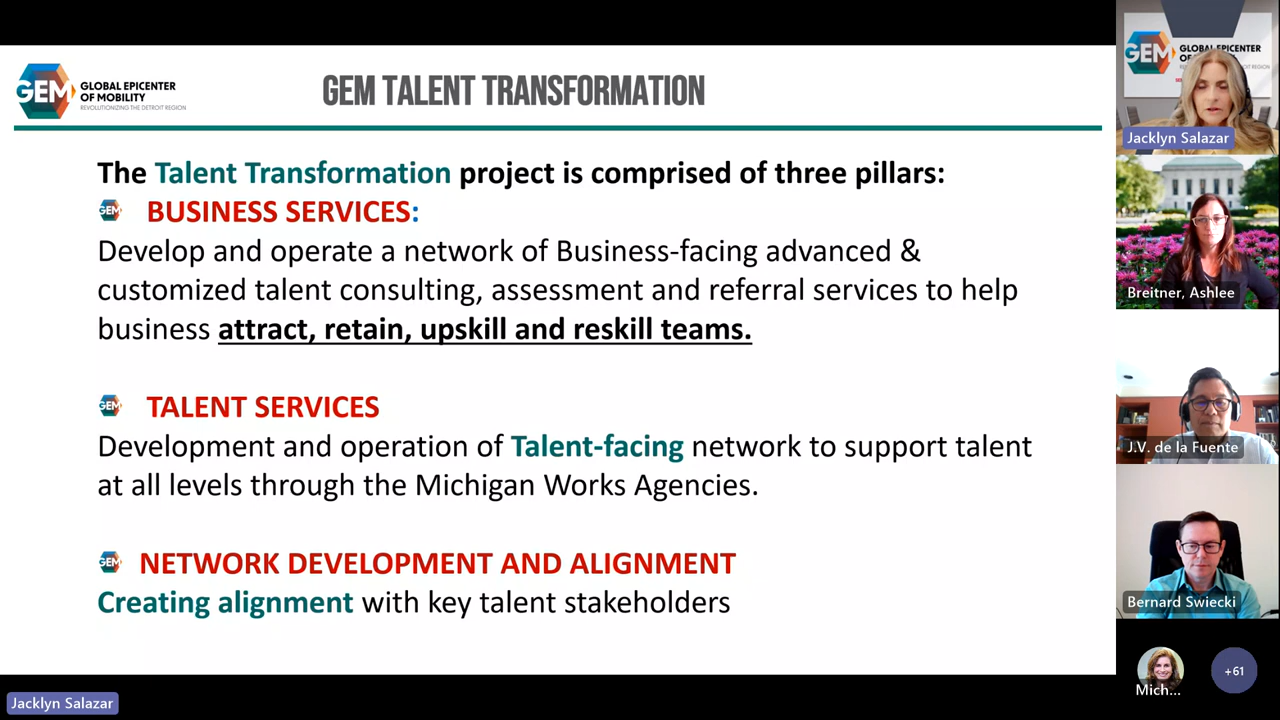 GEM
GLOBAL EPICENTER
OF MOBILITY
REVOLUTIONIZING THE DETROIT REGION
GEM TALENT TRANSFORMATION
The Talent Transformation project is comprised of three pillars:
GEM BUSINESS SERVICES:
Develop and operate a network of Business-facing advanced &
customized talent consulting, assessment and referral services to help
business attract, retain, upskill and reskill teams.
GEM TALENT SERVICES
Development and operation of Talent-facing network to support talent
at all levels through the Michigan Works Agencies.
GEM NETWORK DEVELOPMENT AND ALIGNMENT
Creating alignment with key talent stakeholders
Jacklyn Salazar
GEM
GLOBAL EPICENTER
Jacklyn Salazar
Breitner, Ashlee
J.V. de la Fuente
Bernard Swiecki
Mich...
+61